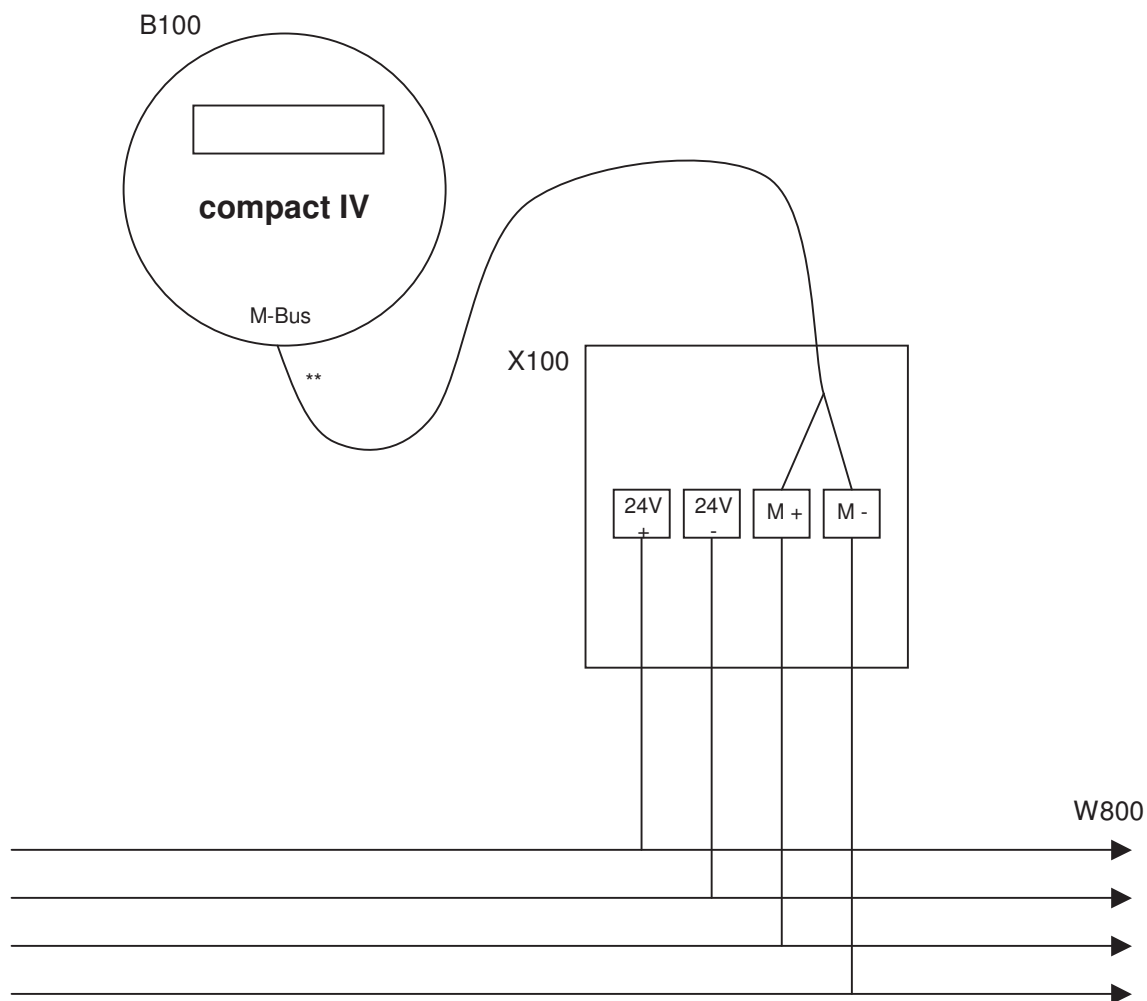 B100
compact IV
M-Bus
**
X100
24V
+
24V
-
M +
M -
W800